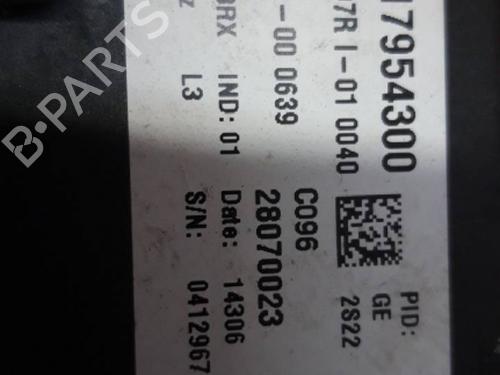 17954300
7R I-01 0040
-00 0639
RX IND: 01
L3
C096
28070023
Date: 14306
S/N: 0412967
PID:
GE
2S22
B-PARTS